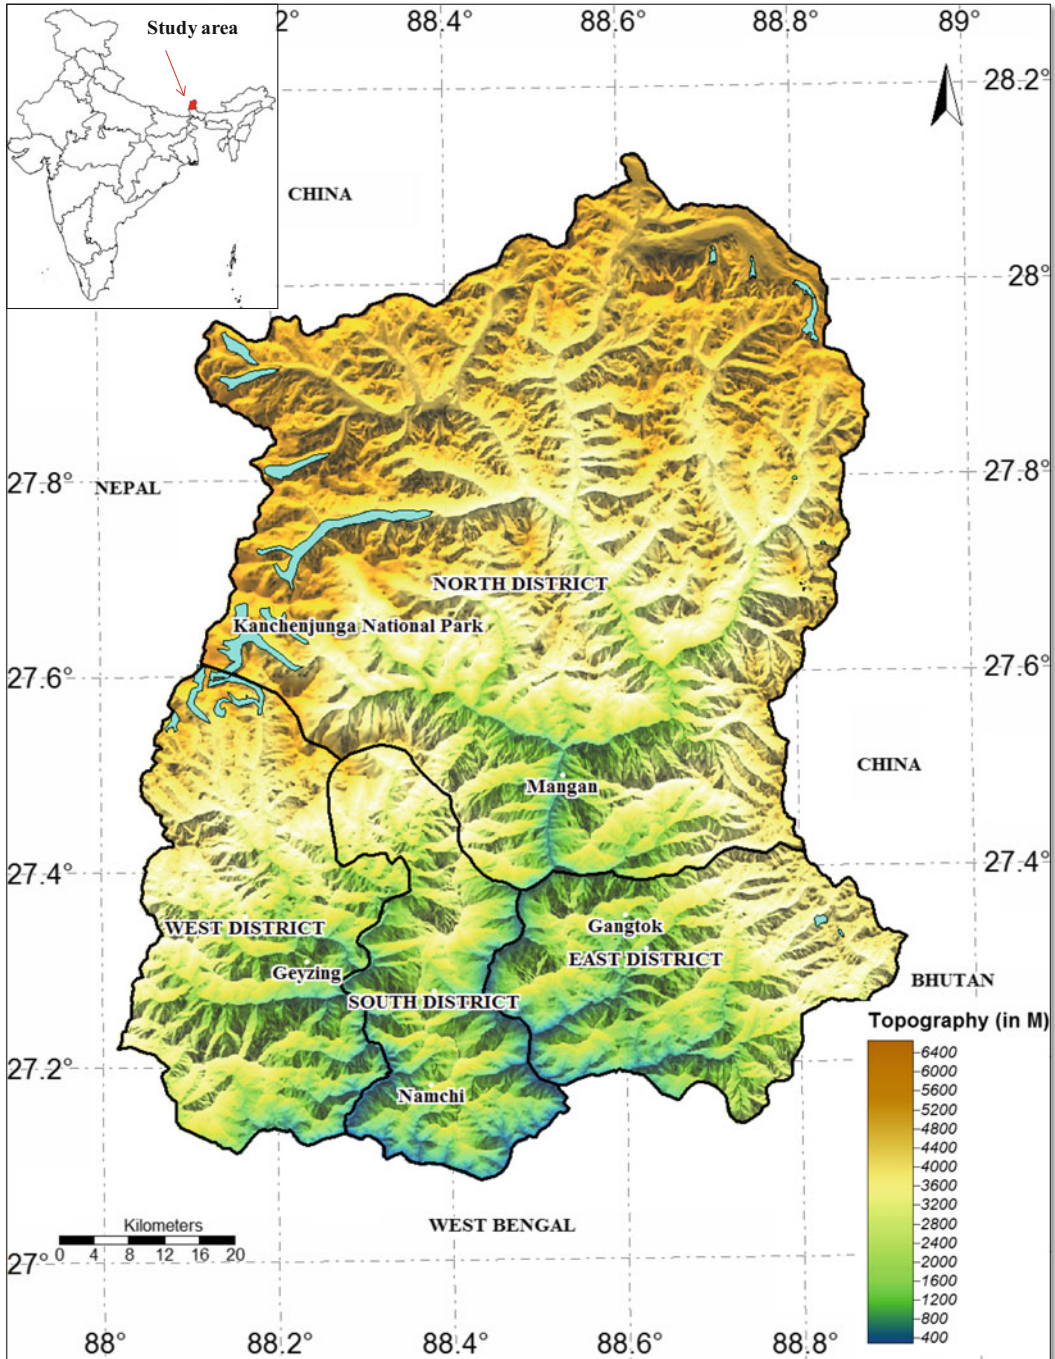 Study area
2°
88.4°
88.6°
88.8°
89°
28.2°
CHINA
28°
27.8°
NEPAL
27.8°
NORTH DISTRICT
Kanchenjunga National Park
27.6°
27.6°
CHINA
Mangan
27.4°
27.4°
WEST DISTRICT
Gangtok
EAST DISTRICT
Geyzing
BHUTAN
SOUTH DISTRICT
Topography (in M)
6400
6000
5600
5200
4800
4400
4000
3600
3200
2800
2400
2000
1600
1200
800
400
27.2°
Namchi
WEST BENGAL
Kilometers
0 4 8 12 16 20
27°
88°
88.2°
88.4°
88.6°
88.8°